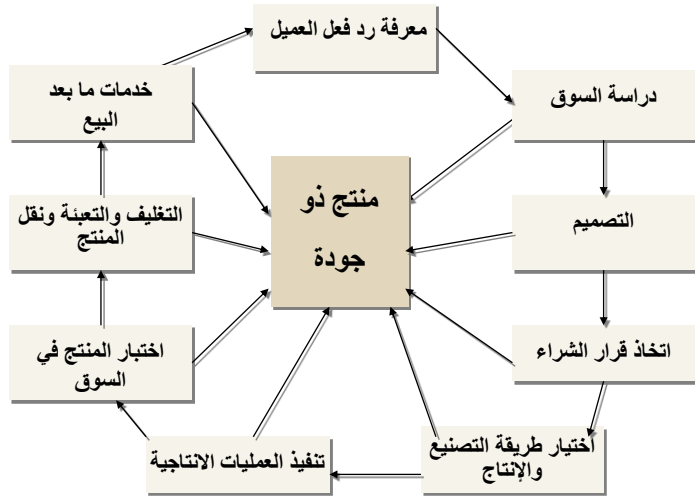 معرفة رد فعل العميل
دراسة السوق
خدمات ما بعد
البيع
منتج ذو
جودة
التصميم
التغليف والتعبئة ونقل
المنتج
اتخاذ قرار الشراء
اختبار المنتج في
السوق
اختيار طريقة التصنيع
والإنتاج
تنفيذ العمليات الانتاجية